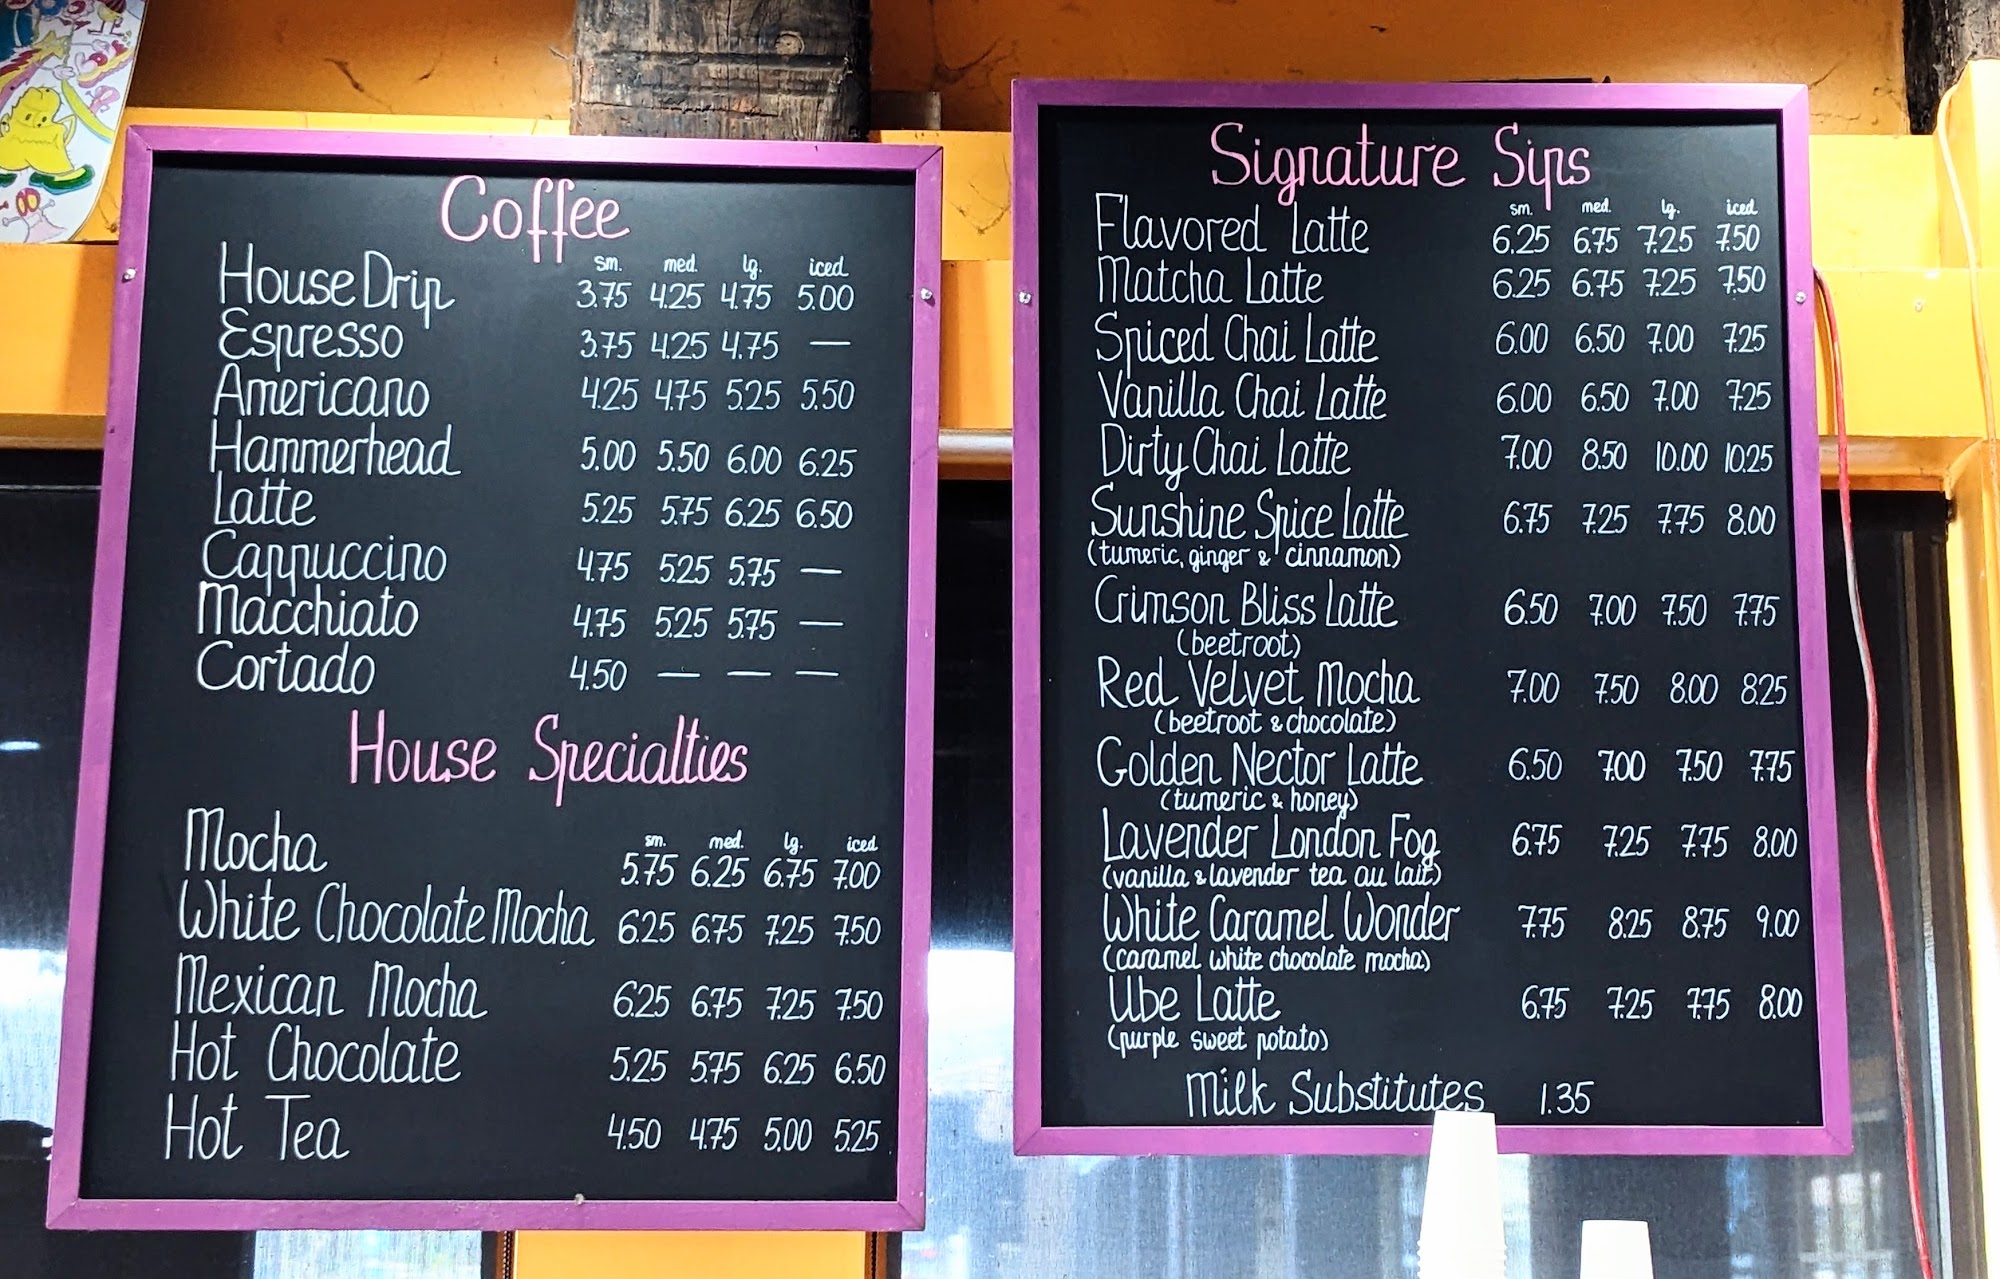 Coffee
sm. med. lg. iced
House Drip 3.75 4.25 4.75 5.00
Espresso 3.75 4.25 4.75 —
Americano 4.25 4.75 5.25 5.50
Hammerhead 5.00 5.50 6.00 6.25
Latte 5.25 5.75 6.25 6.50
Cappuccino 4.75 5.25 5.75 —
Macchiato 4.75 5.25 5.75 —
Cortado 4.50 — — —
House Specialties
sm. med. lg. iced
Mocha 5.75 6.25 6.75 7.00
White Chocolate Mocha 6.25 6.75 7.25 7.50
Mexican Mocha 6.25 6.75 7.25 7.50
Hot Chocolate 5.25 5.75 6.25 6.50
Hot Tea 4.50 4.75 5.00 5.25
Signature Sips
sm. med. lg. iced
Flavored Latte 6.25 6.75 7.25 7.50
Matcha Latte 6.25 6.75 7.25 7.50
Spiced Chai Latte 6.00 6.50 7.00 7.25
Vanilla Chai Latte 6.00 6.50 7.00 7.25
Dirty Chai Latte 7.00 8.50 10.00 10.25
Sunshine Spice Latte 6.75 7.25 7.75 8.00
(tumeric, ginger & cinnamon)
Crimson Bliss Latte 6.50 7.00 7.50 7.75
(beetroot)
Red Velvet Mocha 7.00 7.50 8.00 8.25
(beetroot & chocolate)
Golden Nector Latte 6.50 7.00 7.50 7.75
(tumeric & honey)
Lavender London Fog 6.75 7.25 7.75 8.00
(vanilla & lavender tea au lait)
White Caramel Wonder 7.75 8.25 8.75 9.00
(caramel white chocolate mocha)
Ube Latte 6.75 7.25 7.75 8.00
(purple sweet potato)
Milk Substitutes 1.35